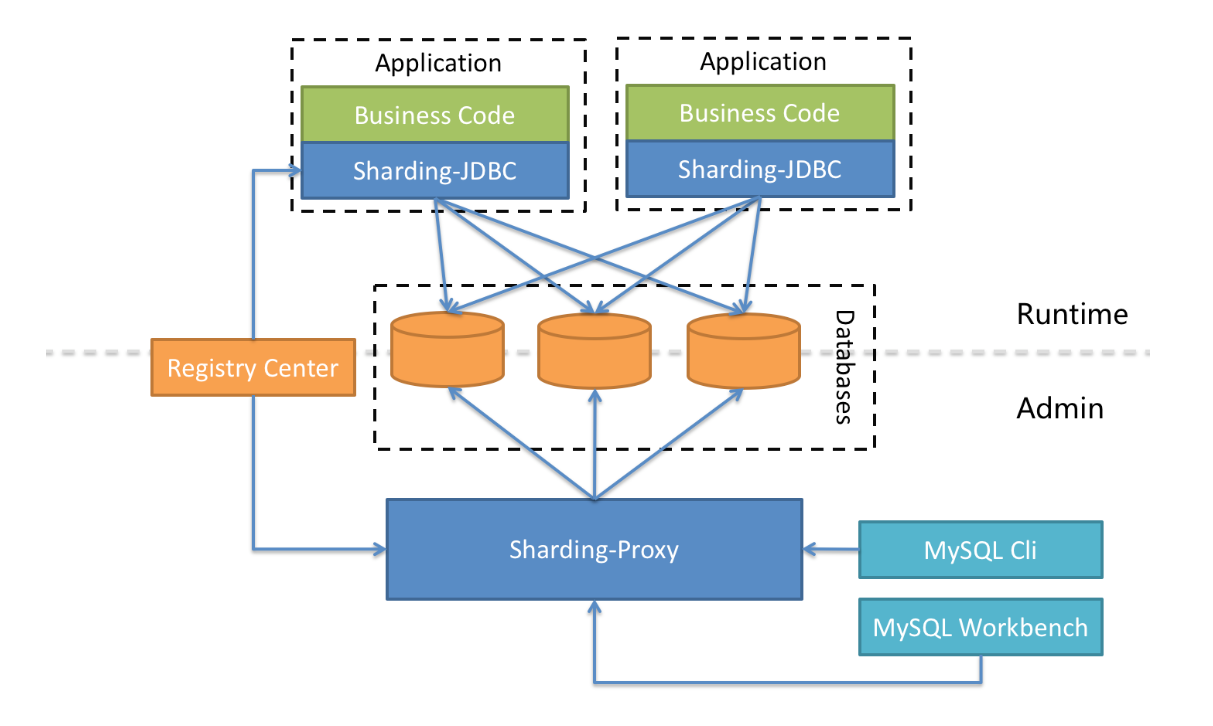 Application
Business Code
Sharding-JDBC
Application
Business Code
Sharding-JDBC
Databases
Runtime
Registry Center
Admin
Sharding-Proxy
MySQL Cli
MySQL Workbench